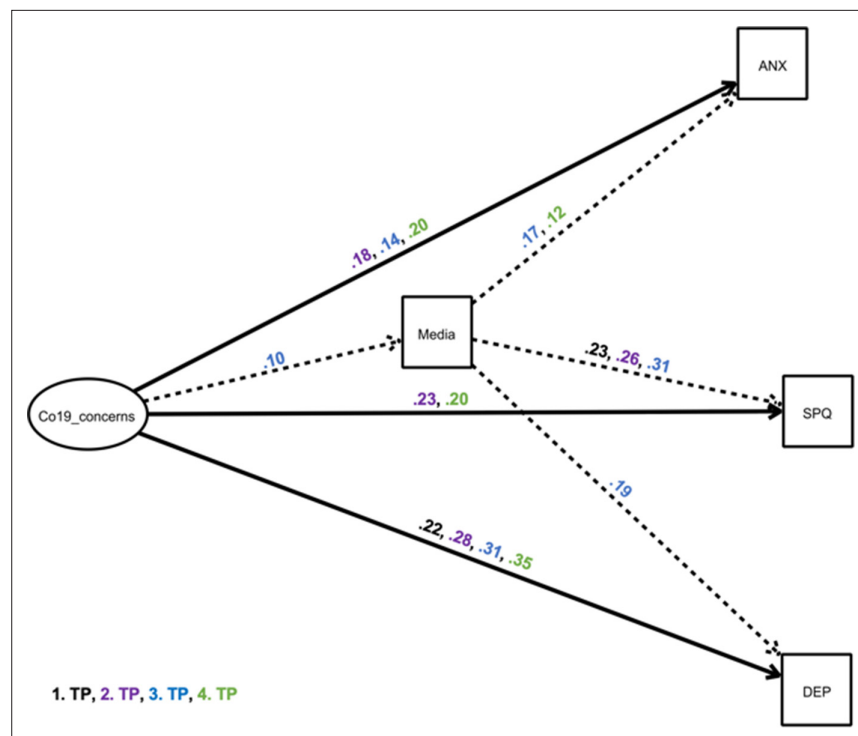 ANX
.18, .14, .20
.17, .12
Media
.10
.23, .26, .31
Co19_concerns
.23, .20
SPQ
.19
.22, .28, .31, .35
DEP
1. TP, 2. TP, 3. TP, 4. TP